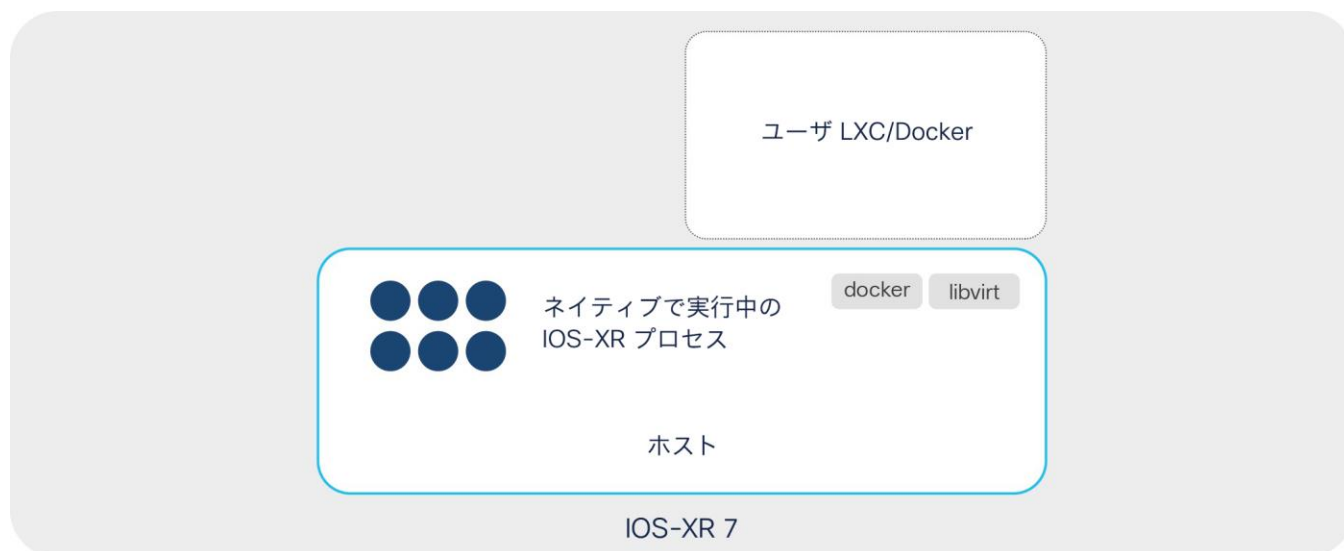 ユーザ LXC/Docker
docker
libvirt
ネイティブで実行中の
IOS-XR プロセス
ホスト
IOS-XR 7